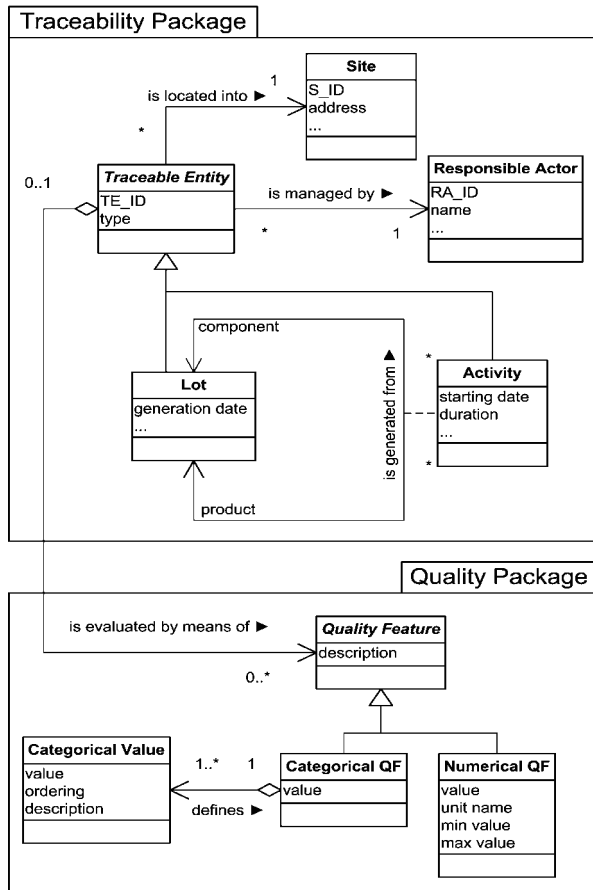 Traceability Package
Site
S_ID
address
...
is located into ►
1
*
Traceable Entity
TE_ID
type
0..1
is managed by ►
*
1
Responsible Actor
RA_ID
name
...
component
is generated from ►
*
*
Lot
generation date
...
Activity
starting date
duration
...
product
Quality Package
is evaluated by means of ►
0..*
Quality Feature
description
Categorical Value
value
ordering
description
1..*
1
defines ►
Categorical QF
value
Numerical QF
value
unit name
min value
max value